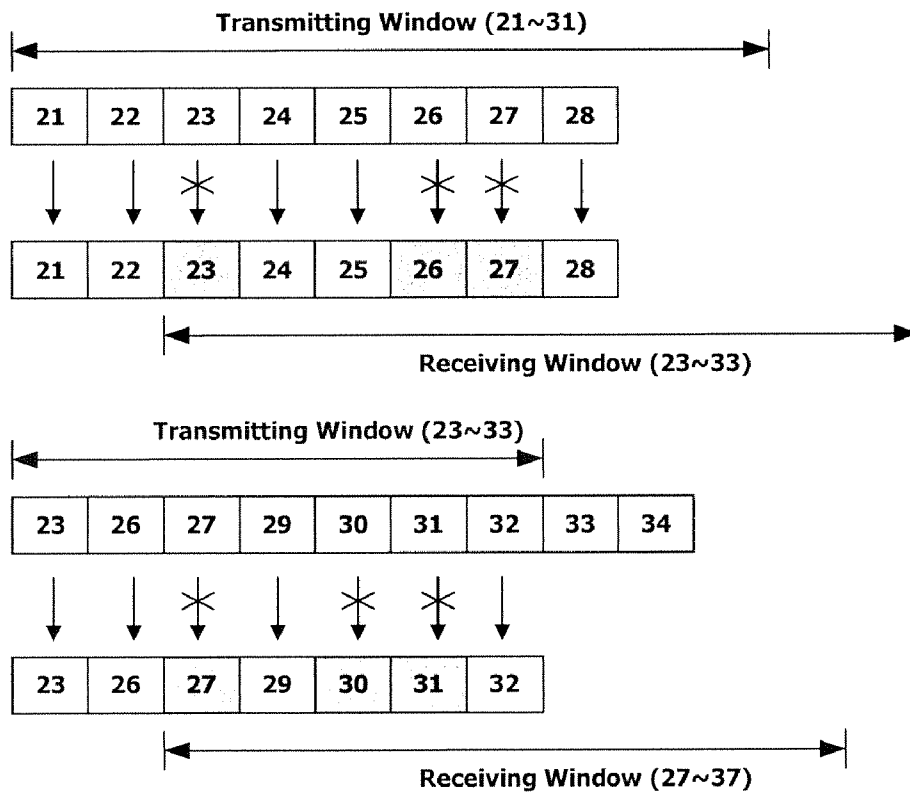 Transmitting Window (21~31)
21 22 23 24 25 26 27 28
21 22 23 24 25 26 27 28
Receiving Window (23~33)
Transmitting Window (23~33)
23 26 27 29 30 31 32 33 34
23 26 27 29 30 31 32
Receiving Window (27~37)